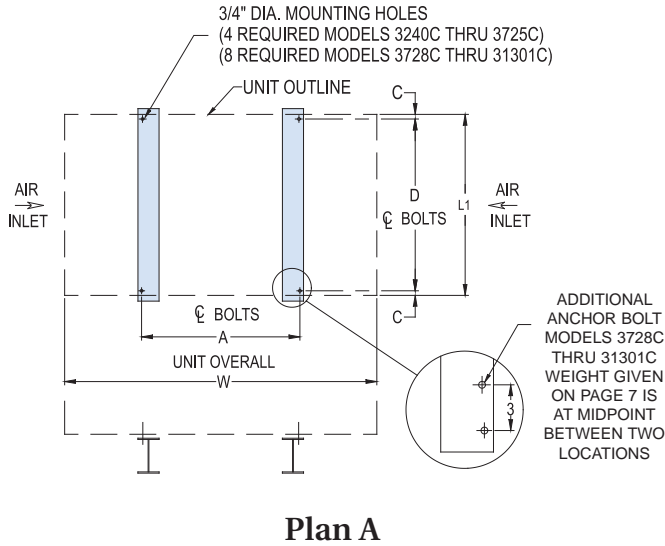 3/4" DIA. MOUNTING HOLES
(4 REQUIRED MODELS 3240C THRU 3725C)
(8 REQUIRED MODELS 3728C THRU 31301C)
UNIT OUTLINE
C
AIR
INLET
D
℄ BOLTS
L1
AIR
INLET
℄ BOLTS
A
C
UNIT OVERALL
W
3
ADDITIONAL
ANCHOR BOLT
MODELS 3728C
THRU 31301C
WEIGHT GIVEN
ON PAGE 7 IS
AT MIDPOINT
BETWEEN TWO
LOCATIONS
Plan A